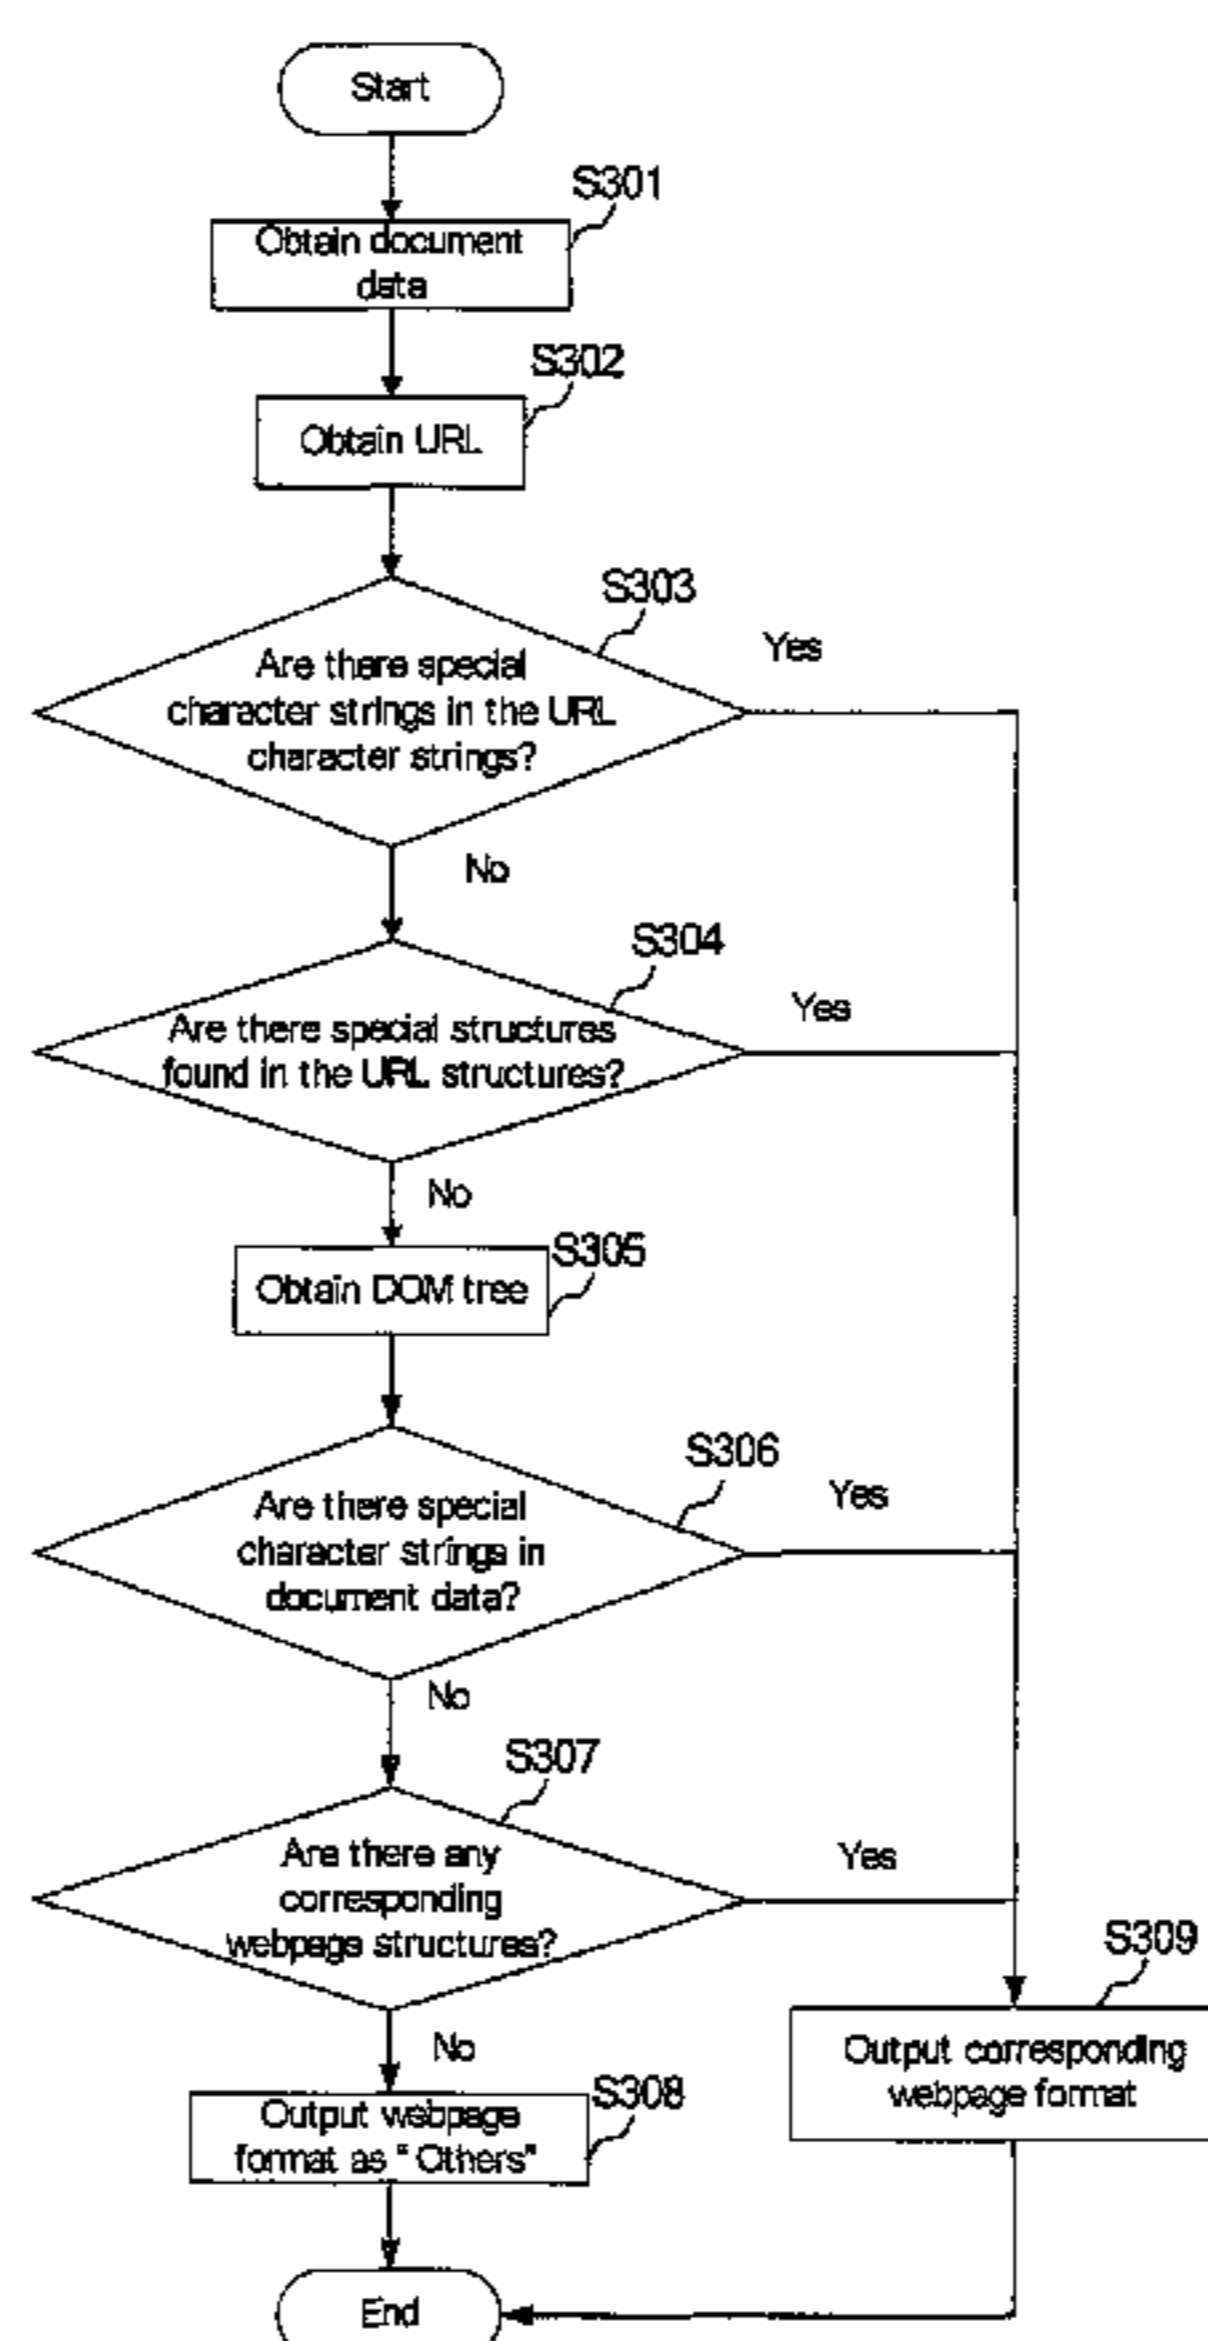 Start
S301
Obtain document
data
S302
Obtain URL
S303
Yes
Are there special
character strings in the URL
character strings?
No
S304
Yes
Are there special structures
found in the URL structures?
No
S305
Obtain DOM tree
S306
Yes
Are there special
character strings in
document data?
No
S307
Yes
Are there any
corresponding
webpage structures?
No
S309
Output corresponding
webpage format
S308
Output webpage
format as "Others"
End